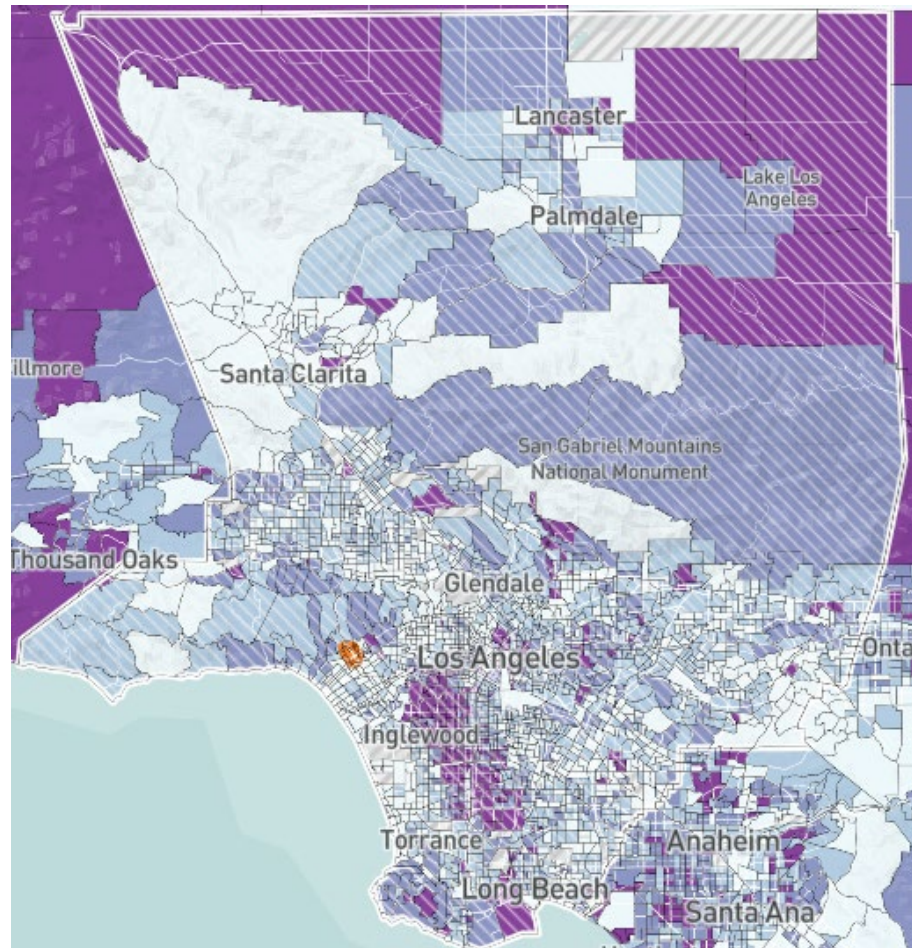 Lancaster
Lake Los
Angeles
Palmdale
illmore
Santa Clarita
San Gabriel Mountains
National Monument
Thousand Oaks
Glendale
Los Angeles
Onta
Inglewood
Torrance
Anaheim
Long Beach
Santa Ana